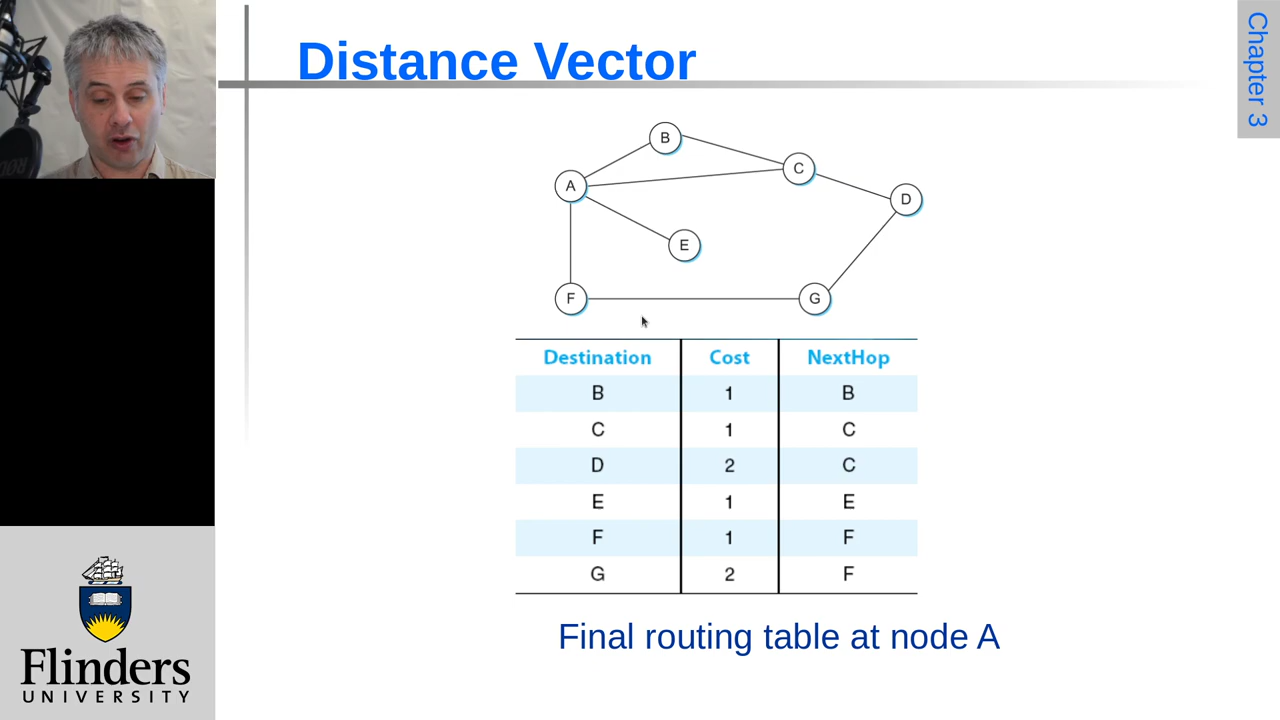 Distance Vector
Chapter 3
B
C
A
D
E
F
G
Destination Cost NextHop
B 1 B
C 1 C
D 2 C
E 1 E
F 1 F
G 2 F
Final routing table at node A
Flinders
UNIVERSITY